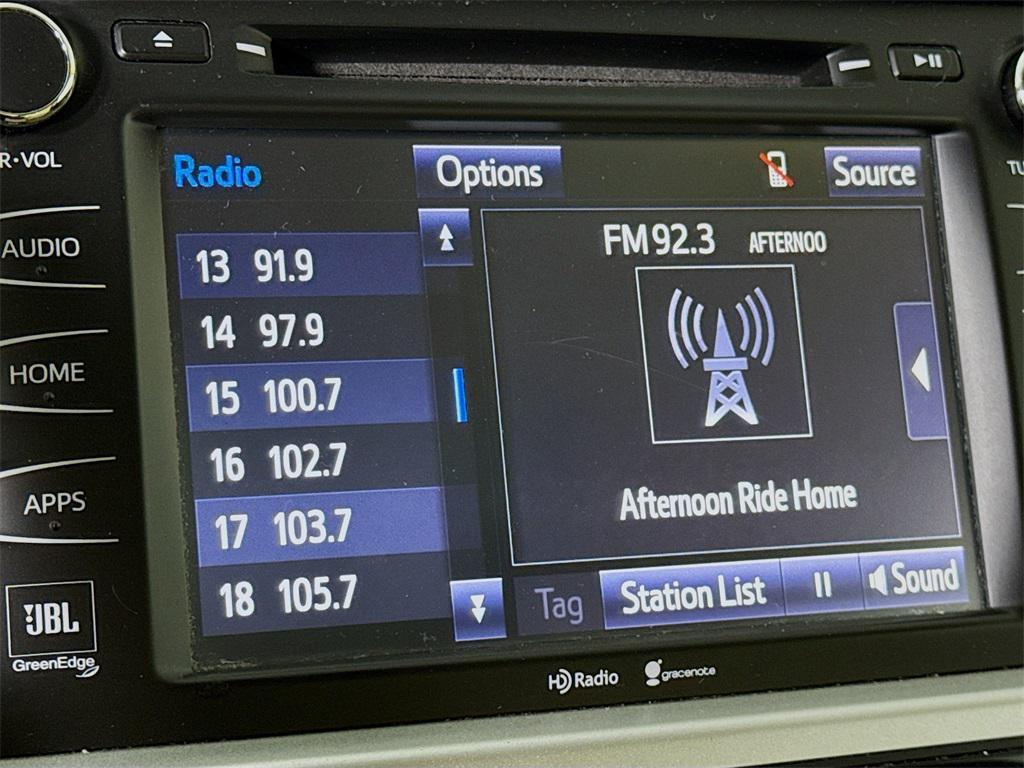 R·VOL
AUDIO
HOME
APPS
JBL
GreenEdge
Radio
Options
Source
13 91.9
14 97.9
15 100.7
16 102.7
17 103.7
18 105.7
FM 92.3 AFTERNOO
Afternoon Ride Home
Tag
Station List
Sound
HD Radio
gracenote
TU